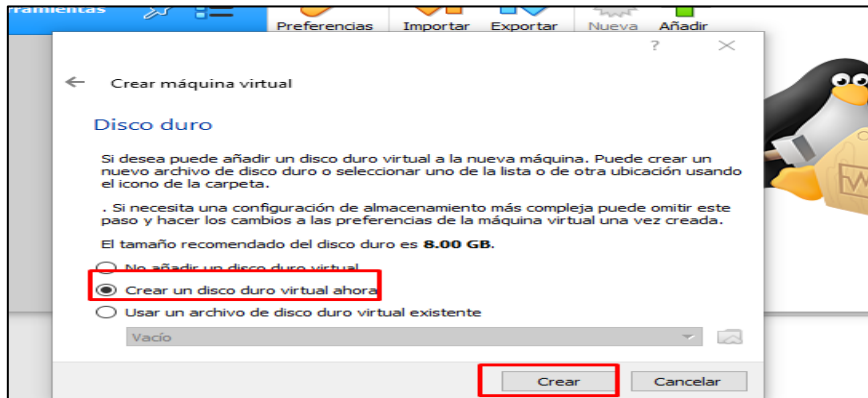 ramientas
Preferencias Importar Exportar Nueva Añadir
?
Crear máquina virtual
Disco duro
Si desea puede añadir un disco duro virtual a la nueva máquina. Puede crear un
nuevo archivo de disco duro o seleccionar uno de la lista o de otra ubicación usando
el icono de la carpeta.
. Si necesita una configuración de almacenamiento más compleja puede omitir este
paso y hacer los cambios a las preferencias de la máquina virtual una vez creada.
El tamaño recomendado del disco duro es 8.00 GB.
No añadir un disco duro virtual
Crear un disco duro virtual ahora
Usar un archivo de disco duro virtual existente
Vacío
Crear Cancelar